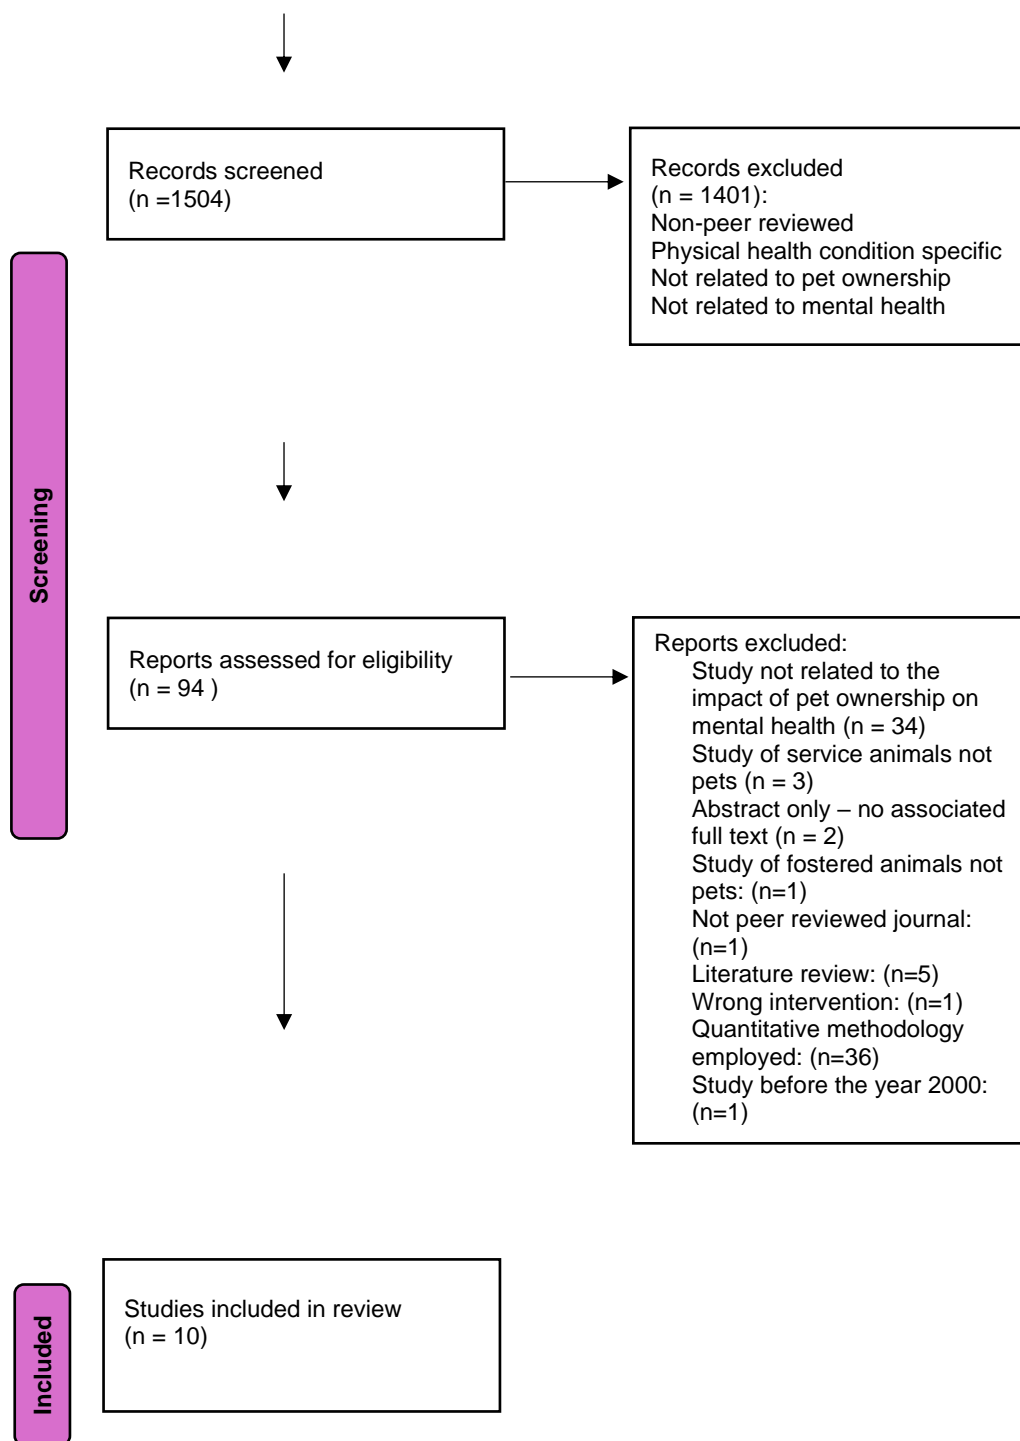 Records screened
(n =1504)
Records excluded
(n = 1401):
Non-peer reviewed
Physical health condition specific
Not related to pet ownership
Not related to mental health
Screening
Reports assessed for eligibility
(n = 94 )
Reports excluded:
Study not related to the
impact of pet ownership on
mental health (n = 34)
Study of service animals not
pets (n = 3)
Abstract only – no associated
full text (n = 2)
Study of fostered animals not
pets: (n=1)
Not peer reviewed journal:
(n=1)
Literature review: (n=5)
Wrong intervention: (n=1)
Quantitative methodology
employed: (n=36)
Study before the year 2000:
(n=1)
Included
Studies included in review
(n = 10)